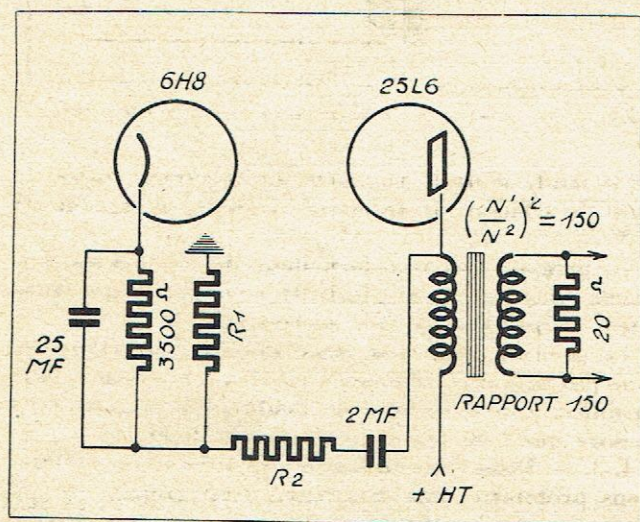 6H8
25L6
(N'/N²)² = 150
25
MF
3500 Ω
R1
20 Ω
2 MF
RAPPORT 150
R2
+ HT